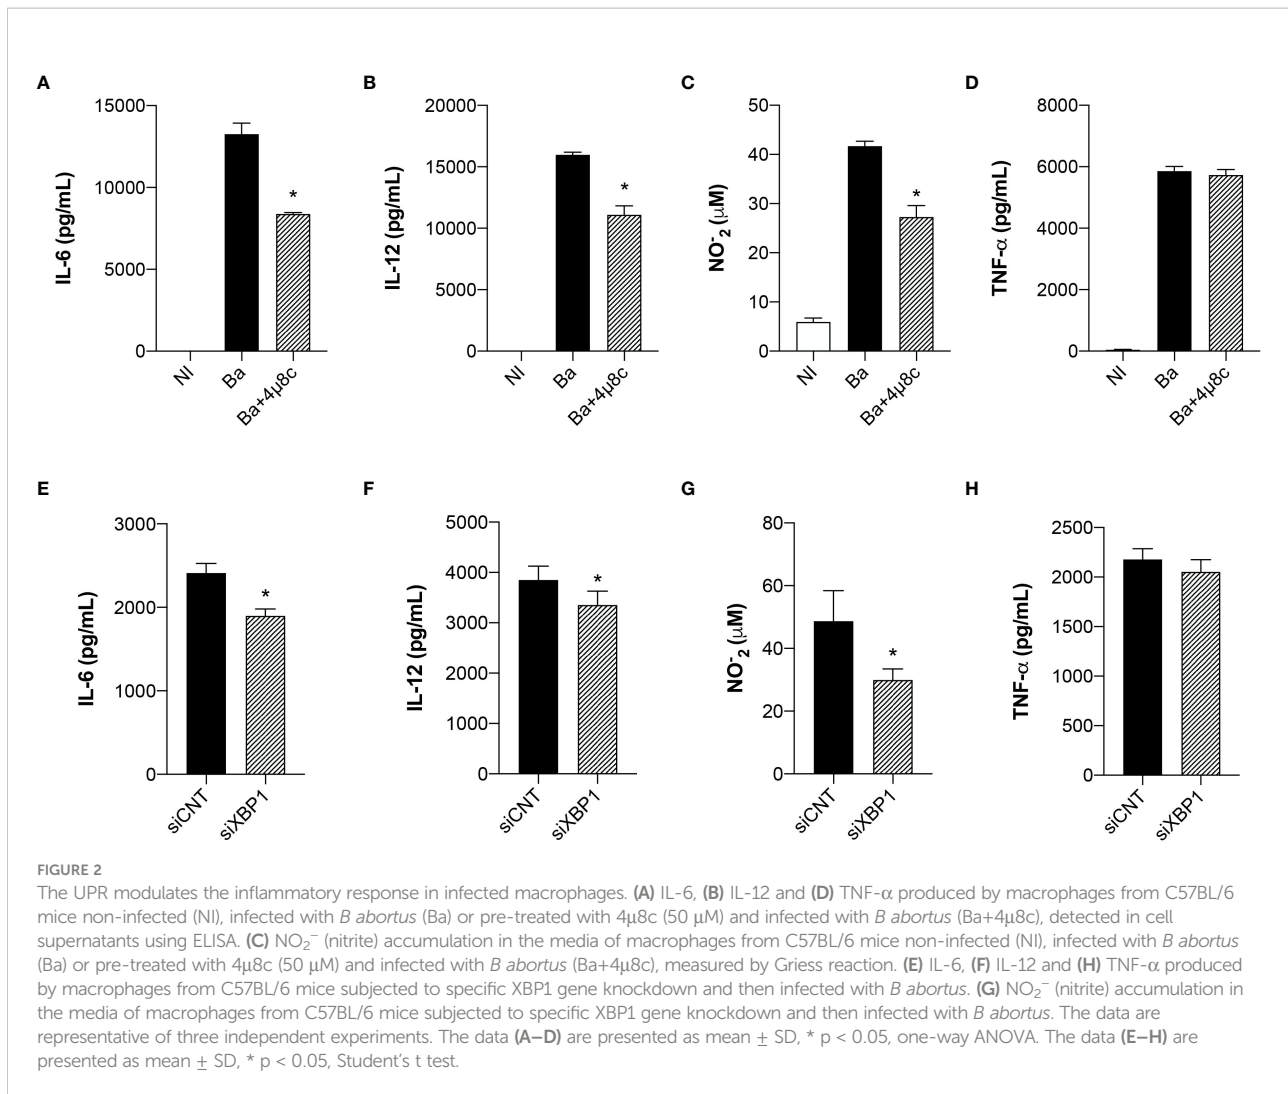 A
B
C
D
15000
10000
5000
0
IL-6 (pg/mL)
NI
Ba
Ba+4µ8c
*
20000
15000
10000
5000
0
IL-12 (pg/mL)
NI
Ba
Ba+4µ8c
*
50
40
30
20
10
0
NO⁻₂ (µM)
NI
Ba
Ba+4µ8c
*
8000
6000
4000
2000
0
TNF-α (pg/mL)
NI
Ba
Ba+4µ8c
E
F
G
H
3000
2000
1000
0
IL-6 (pg/mL)
siCNT
siXBP1
*
5000
4000
3000
2000
1000
0
IL-12 (pg/mL)
siCNT
siXBP1
*
80
60
40
20
0
NO⁻₂ (µM)
siCNT
siXBP1
*
2500
2000
1500
1000
500
0
TNF-α (pg/mL)
siCNT
siXBP1
FIGURE 2
The UPR modulates the inflammatory response in infected macrophages. (A) IL-6, (B) IL-12 and (D) TNF-α produced by macrophages from C57BL/6
mice non-infected (NI), infected with B abortus (Ba) or pre-treated with 4µ8c (50 µM) and infected with B abortus (Ba+4µ8c), detected in cell
supernatants using ELISA. (C) NO₂⁻ (nitrite) accumulation in the media of macrophages from C57BL/6 mice non-infected (NI), infected with B abortus
(Ba) or pre-treated with 4µ8c (50 µM) and infected with B abortus (Ba+4µ8c), measured by Griess reaction. (E) IL-6, (F) IL-12 and (H) TNF-α produced
by macrophages from C57BL/6 mice subjected to specific XBP1 gene knockdown and then infected with B abortus. (G) NO₂⁻ (nitrite) accumulation in
the media of macrophages from C57BL/6 mice subjected to specific XBP1 gene knockdown and then infected with B abortus. The data are
representative of three independent experiments. The data (A–D) are presented as mean ± SD, * p < 0.05, one-way ANOVA. The data (E–H) are
presented as mean ± SD, * p < 0.05, Student's t test.